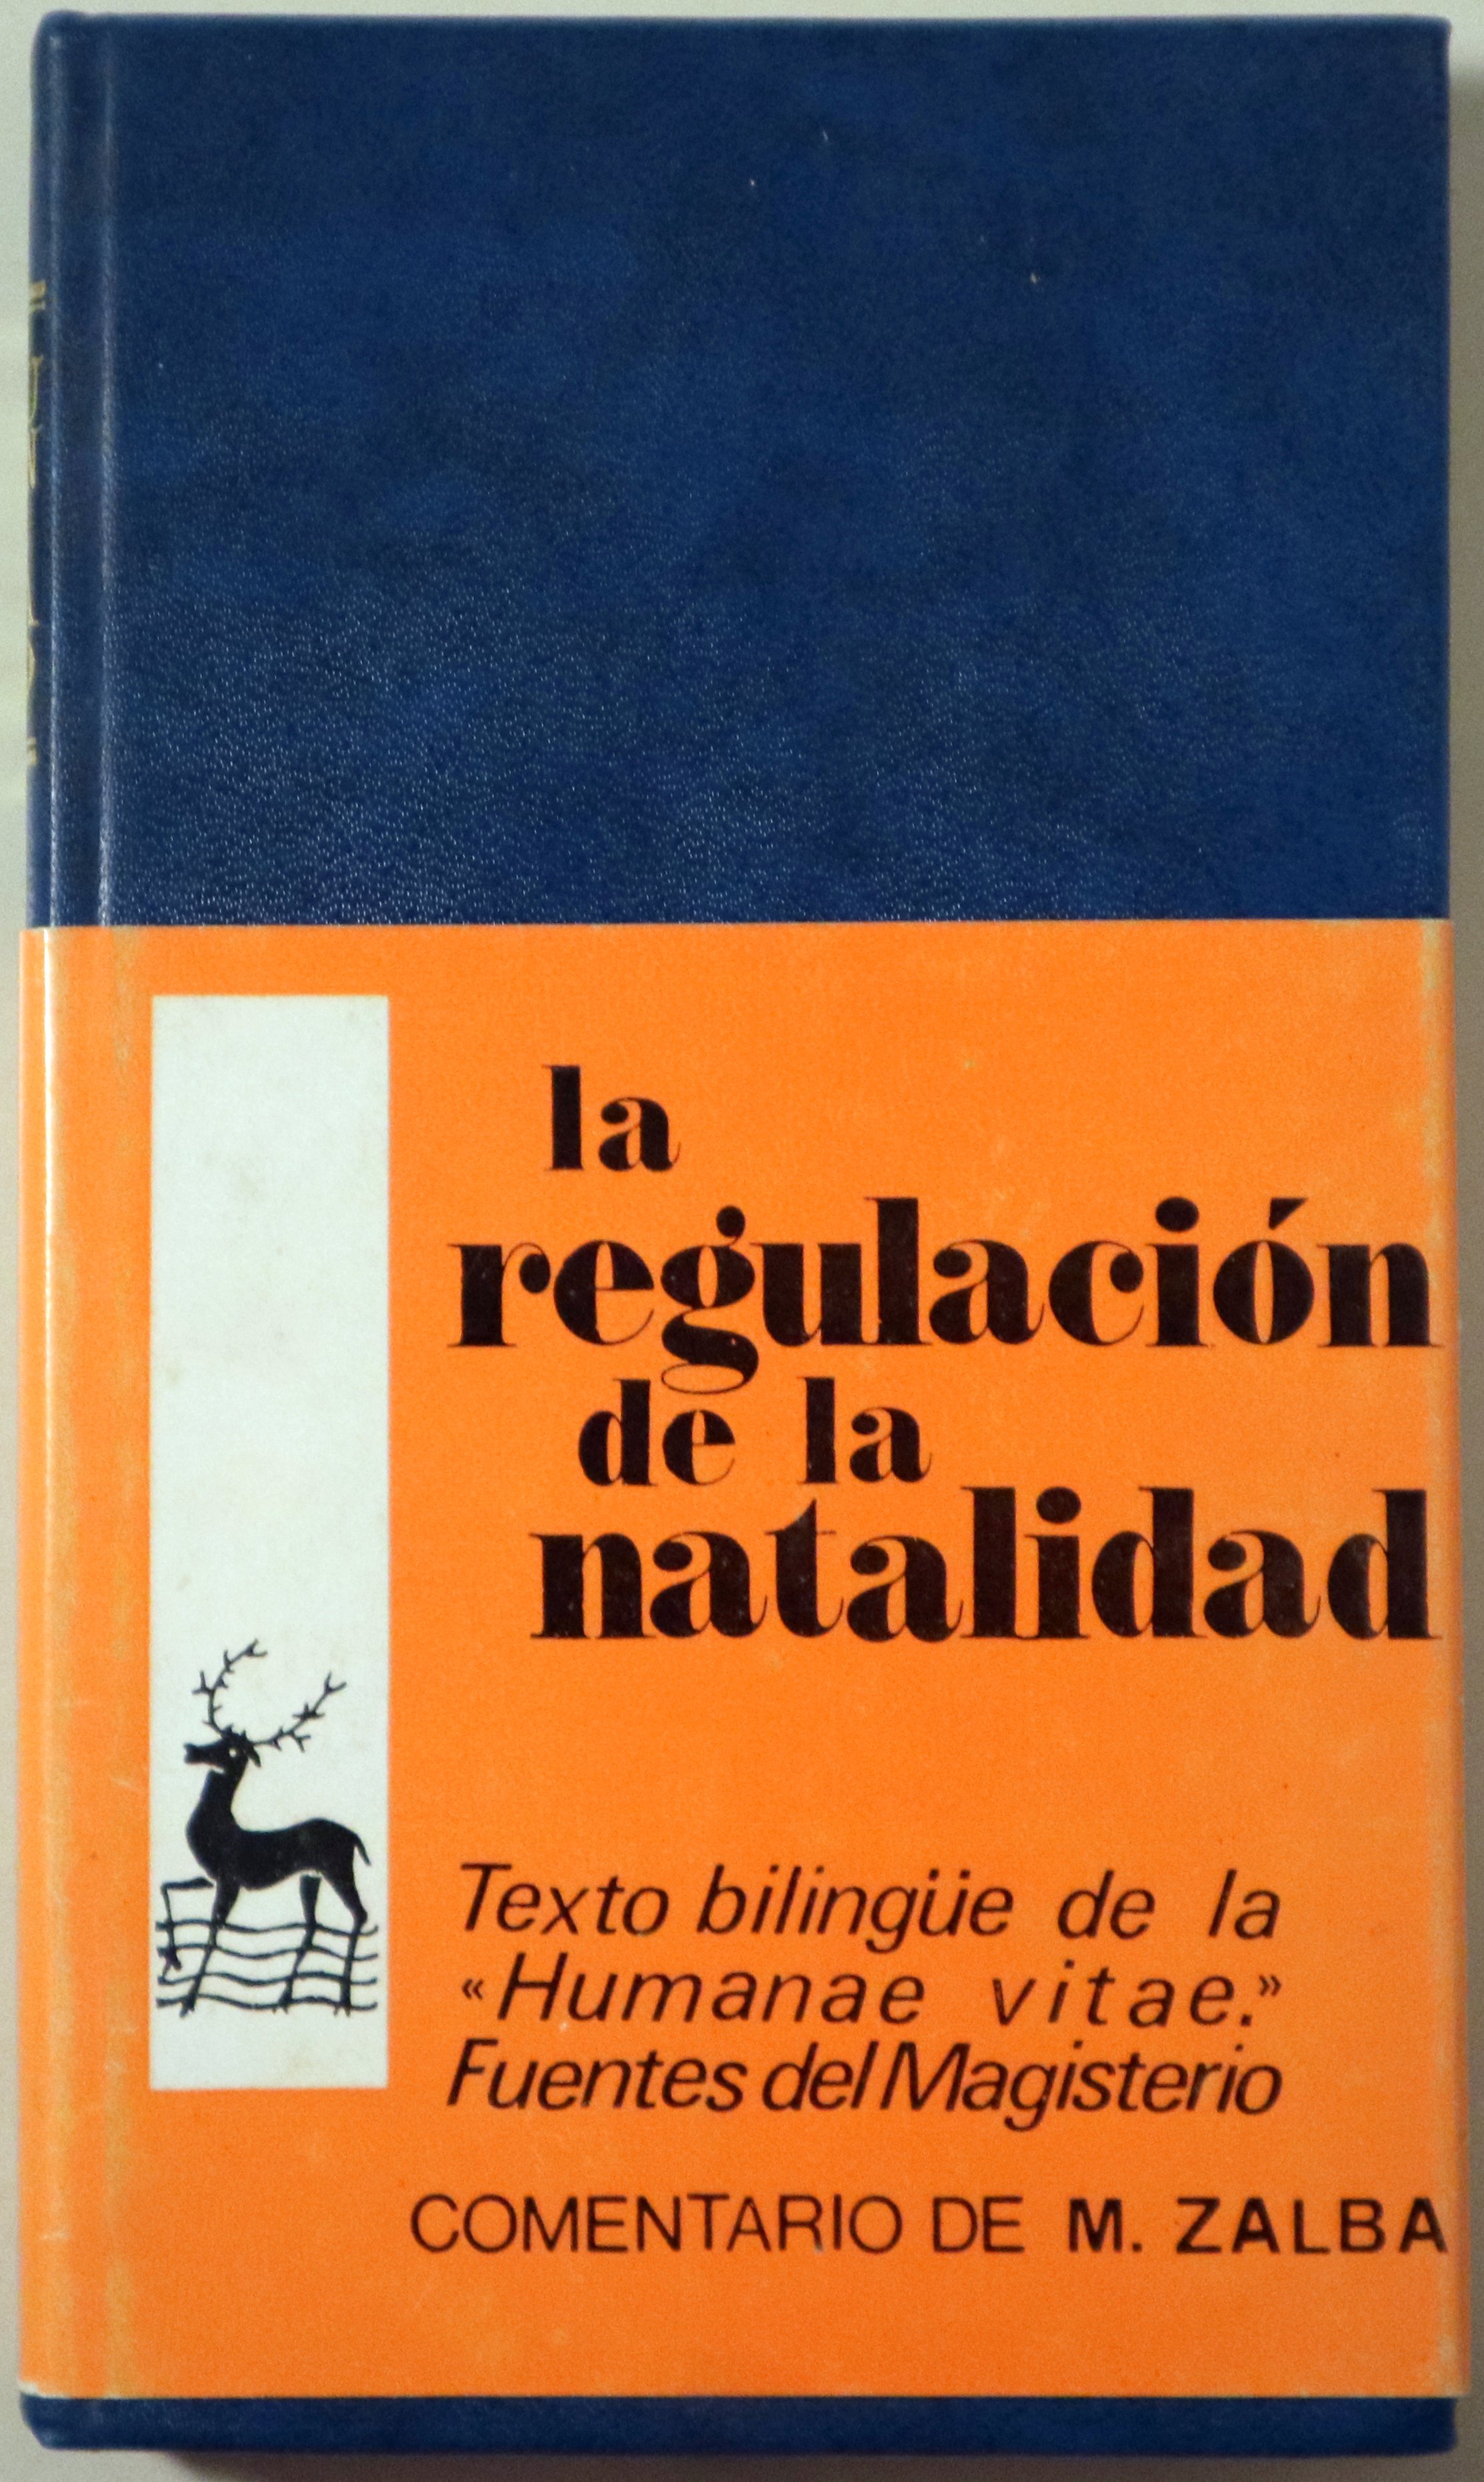 la
regulación
de la
natalidad
Texto bilingüe de la
«Humanae vitae.»
Fuentes del Magisterio
COMENTARIO DE M. ZALBA